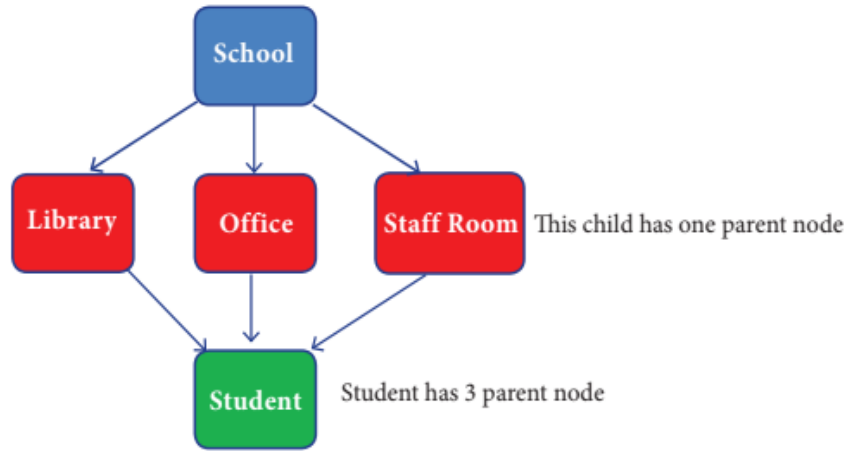 School
Library
Office
Staff Room
This child has one parent node
Student
Student has 3 parent node